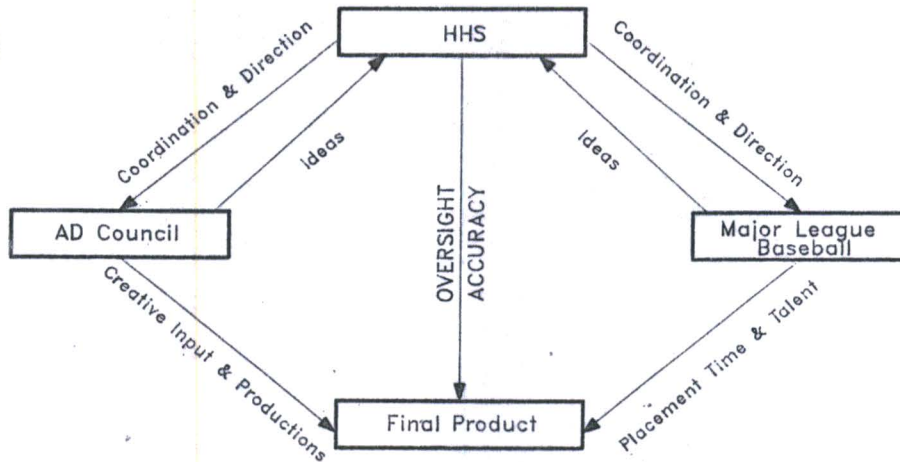 HHS
Coordination & Direction
Ideas
Ideas
Coordination & Direction
OVERSIGHT
ACCURACY
AD Council
Major League
Baseball
Creative Input & Productions
Placement Time & Talent
Final Product